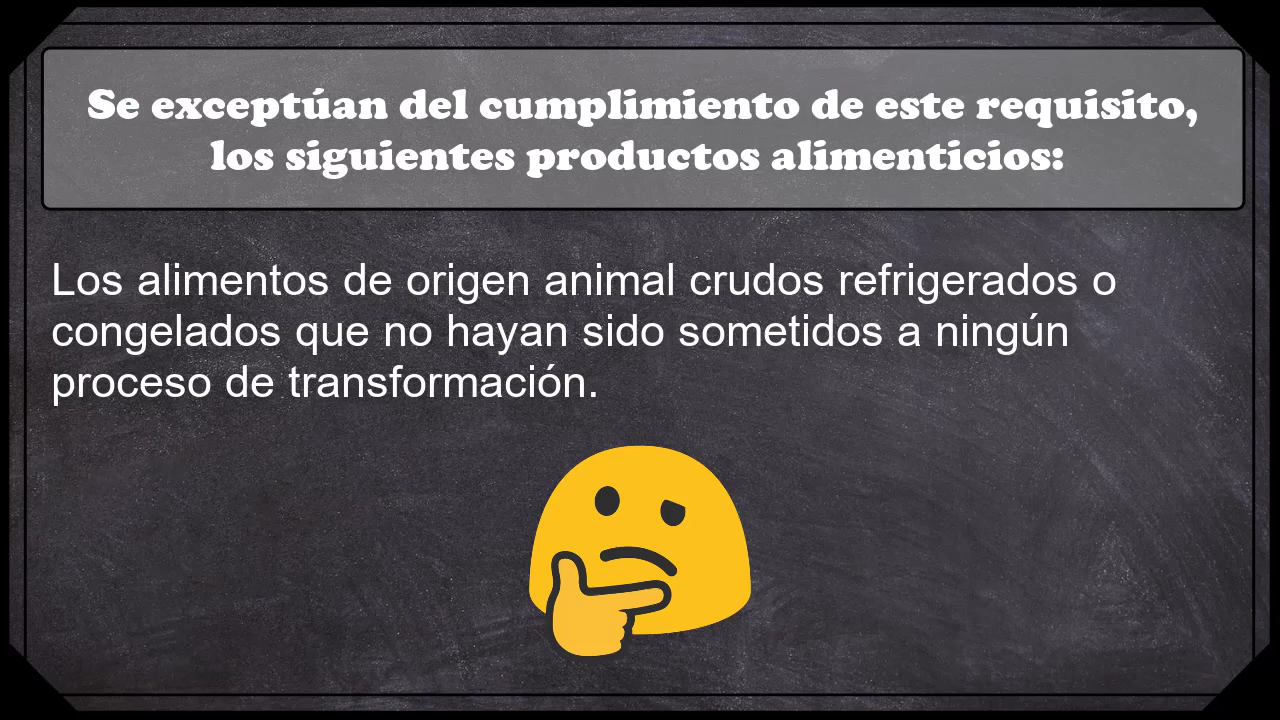 Se exceptúan del cumplimiento de este requisito,
los siguientes productos alimenticios:
Los alimentos de origen animal crudos refrigerados o
congelados que no hayan sido sometidos a ningún
proceso de transformación.